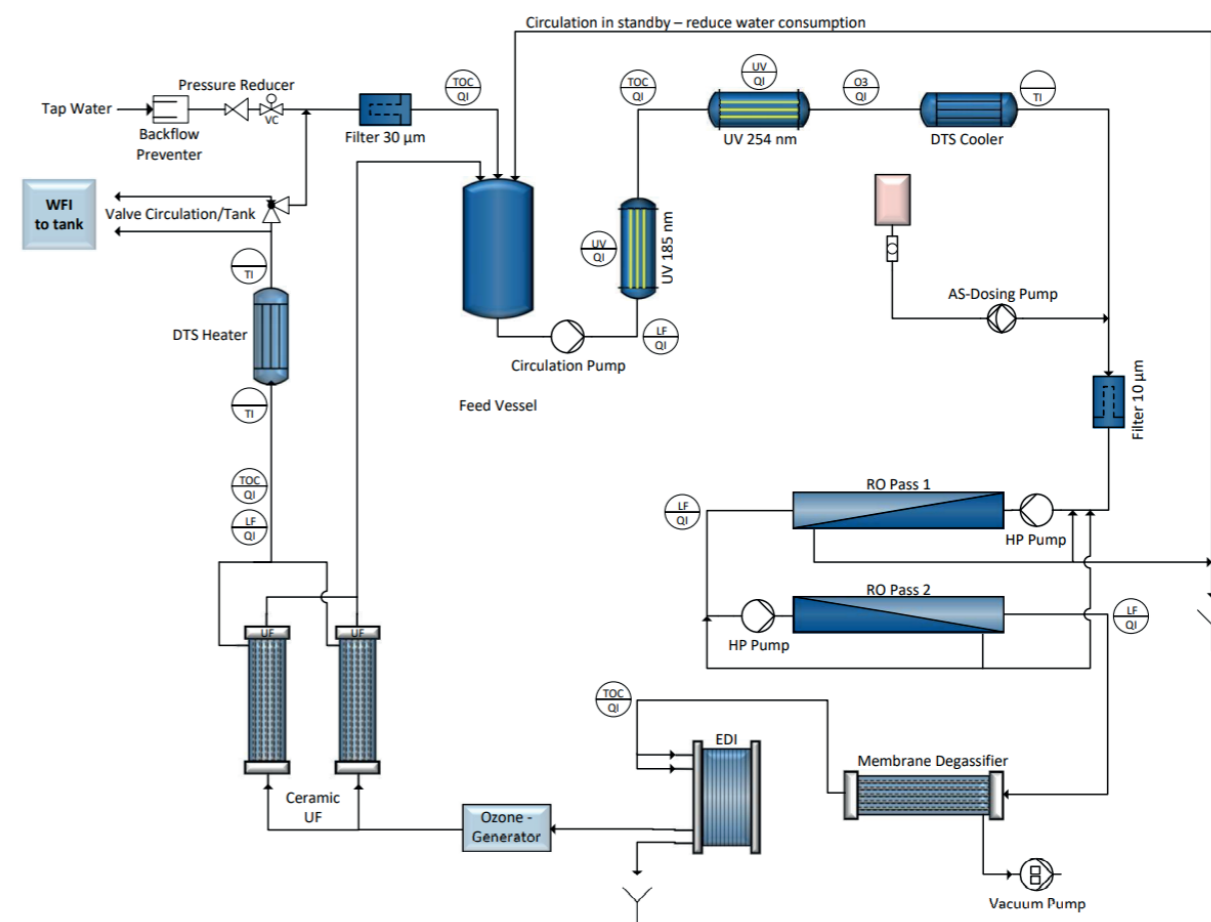 Circulation in standby – reduce water consumption
Pressure Reducer
Tap Water
VC
Backflow
Preventer
Filter 30 µm
TOC
QI
TOC
QI
UV
QI
UV 254 nm
O3
QI
DTS Cooler
TI
WFI
to tank
Valve Circulation/Tank
TI
DTS Heater
TI
UV
QI
UV 185 nm
LF
QI
Circulation Pump
Feed Vessel
AS-Dosing Pump
Filter 10 µm
TOC
QI
LF
QI
RO Pass 1
LF
QI
HP Pump
RO Pass 2
LF
QI
HP Pump
UF
UF
Ceramic
UF
TOC
QI
EDI
Membrane Degassifier
Ozone -
Generator
Vacuum Pump